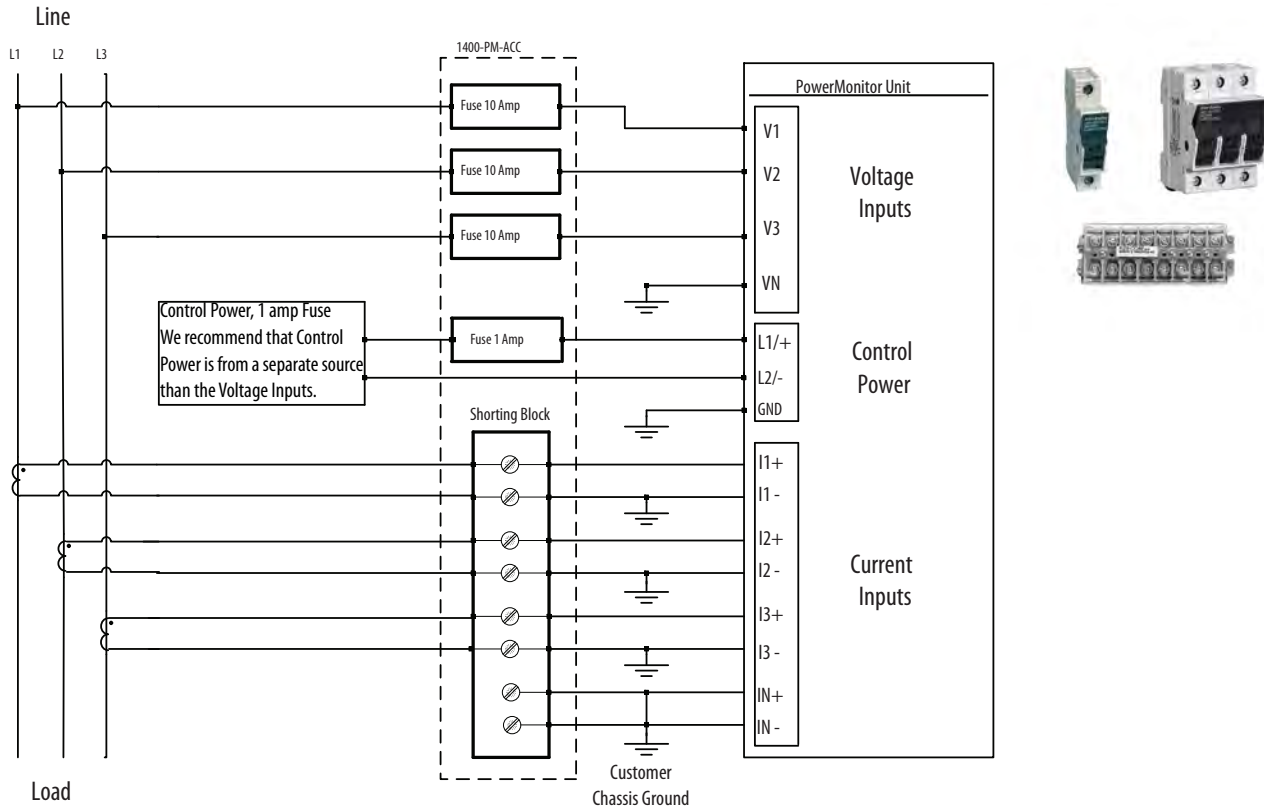 Line
L1
L2
L3
1400-PM-ACC
Fuse 10 Amp
Fuse 10 Amp
Fuse 10 Amp
Control Power, 1 amp Fuse
We recommend that Control
Power is from a separate source
than the Voltage Inputs.
Fuse 1 Amp
Shorting Block
PowerMonitor Unit
V1
V2
V3
VN
Voltage
Inputs
L1/+
L2/-
GND
Control
Power
I1+
I1 -
I2+
I2 -
I3+
I3 -
IN+
IN -
Current
Inputs
Customer
Chassis Ground
Load